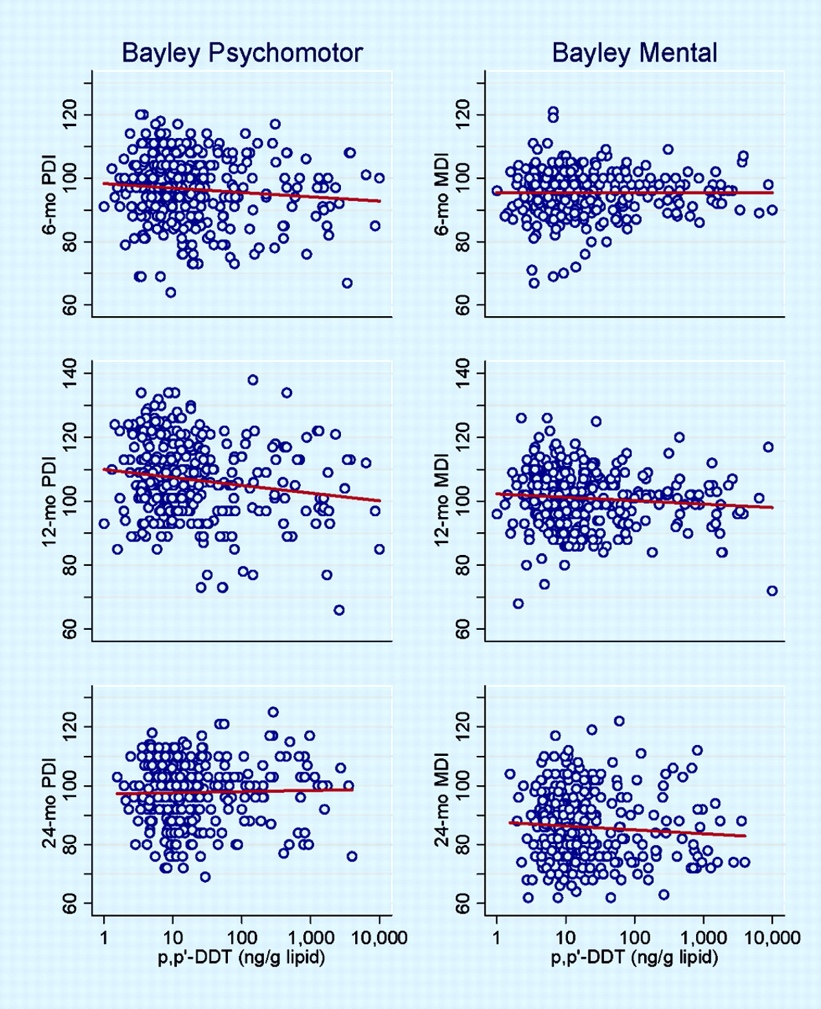 Bayley Psychomotor
Bayley Mental
6-mo PDI
60
80
100
120
6-mo MDI
60
80
100
120
12-mo PDI
60
80
100
120
140
12-mo MDI
60
80
100
120
140
24-mo PDI
60
80
100
120
24-mo MDI
60
80
100
120
1 10 100 1,000 10,000
p,p'-DDT (ng/g lipid)
1 10 100 1,000 10,000
p,p'-DDT (ng/g lipid)